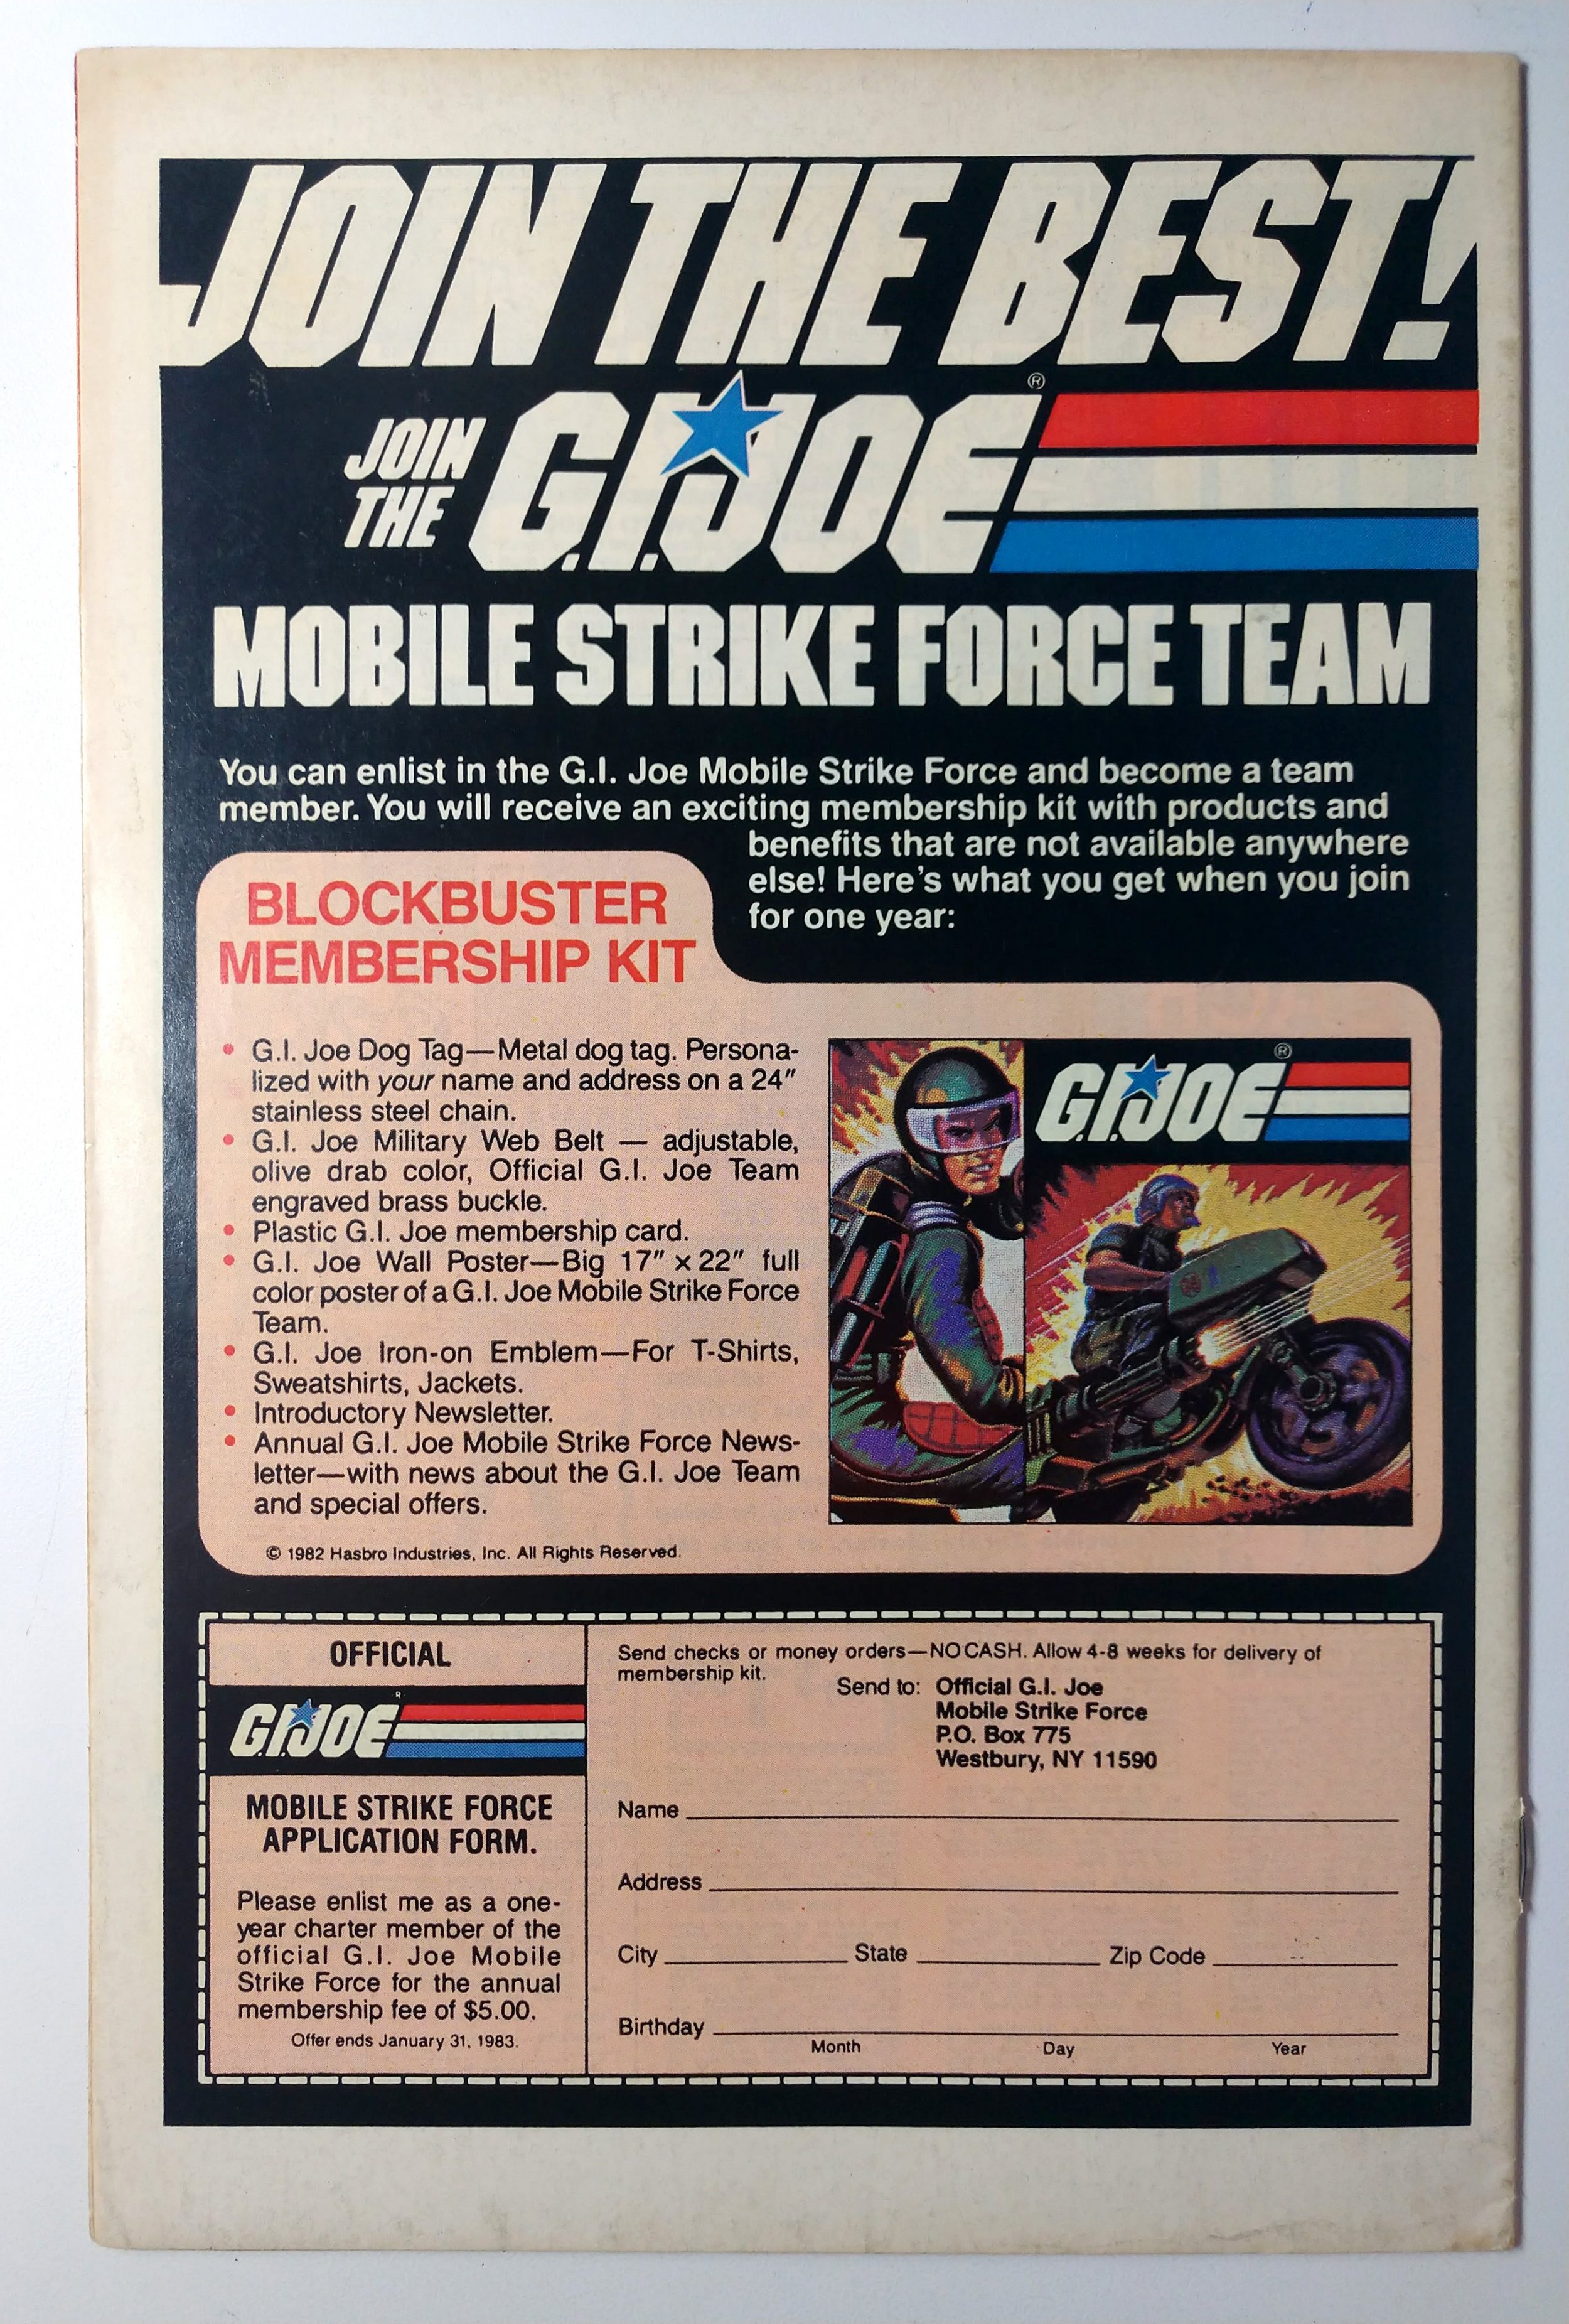 JOIN THE BEST!
JOIN
THE
G.I. JOE
®
MOBILE STRIKE FORCE TEAM
You can enlist in the G.I. Joe Mobile Strike Force and become a team
member. You will receive an exciting membership kit with products and
benefits that are not available anywhere
else! Here's what you get when you join
for one year:
BLOCKBUSTER
MEMBERSHIP KIT
• G.I. Joe Dog Tag—Metal dog tag. Persona-
lized with your name and address on a 24″
stainless steel chain.
• G.I. Joe Military Web Belt — adjustable,
olive drab color, Official G.I. Joe Team
engraved brass buckle.
• Plastic G.I. Joe membership card.
• G.I. Joe Wall Poster—Big 17″ x 22″ full
color poster of a G.I. Joe Mobile Strike Force
Team.
• G.I. Joe Iron-on Emblem—For T-Shirts,
Sweatshirts, Jackets.
• Introductory Newsletter.
• Annual G.I. Joe Mobile Strike Force News-
letter—with news about the G.I. Joe Team
and special offers.
© 1982 Hasbro Industries, Inc. All Rights Reserved.
G.I. JOE
®
OFFICIAL
G.I. JOE
R
MOBILE STRIKE FORCE
APPLICATION FORM.
Please enlist me as a one-
year charter member of the
official G.I. Joe Mobile
Strike Force for the annual
membership fee of $5.00.
Offer ends January 31, 1983.
Send checks or money orders—NO CASH. Allow 4-8 weeks for delivery of
membership kit.
Send to: Official G.I. Joe
Mobile Strike Force
P.O. Box 775
Westbury, NY 11590
Name
Address
City State Zip Code
Birthday
Month Day Year